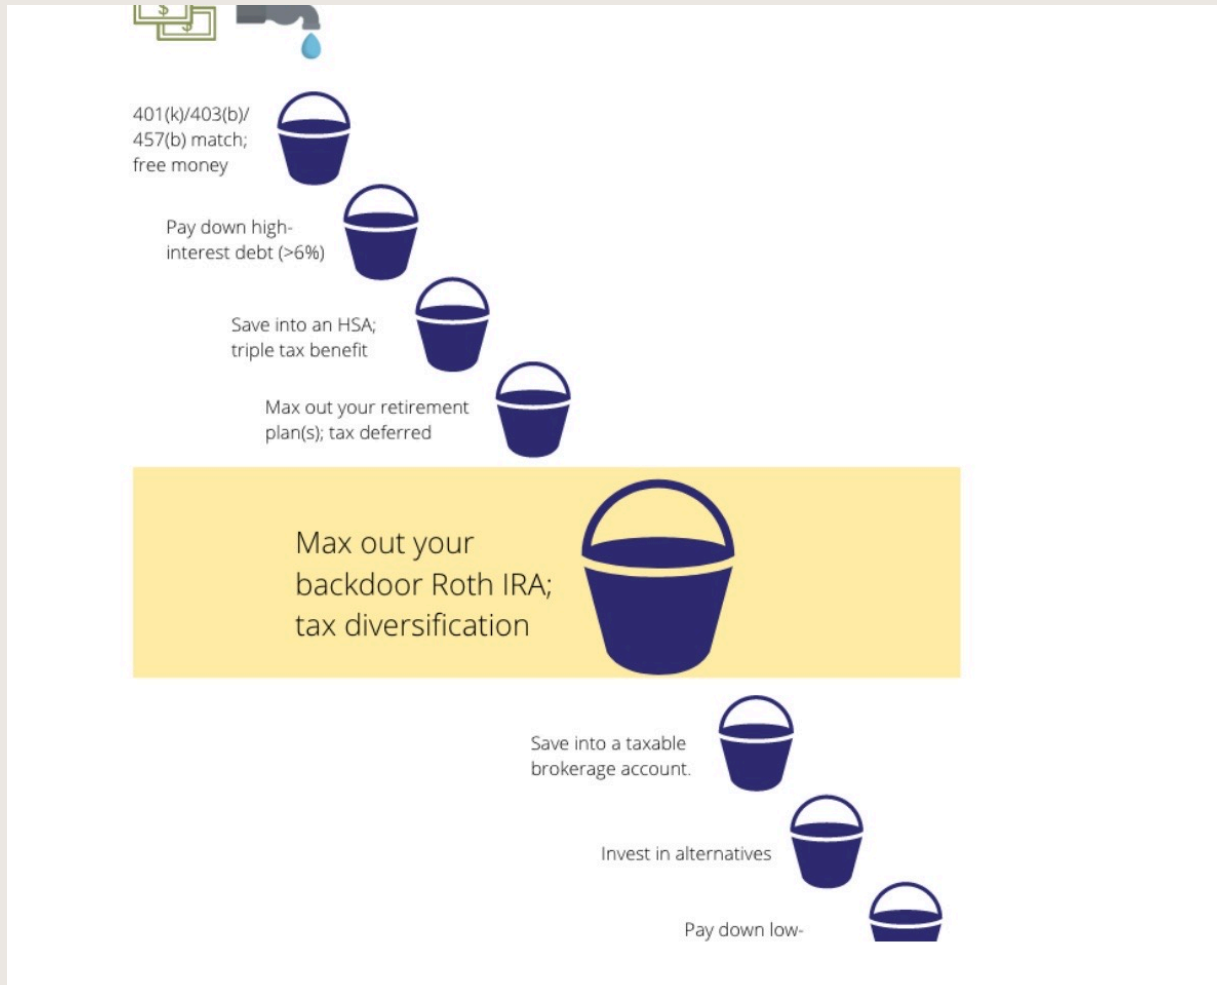 401(k)/403(b)/
457(b) match;
free money
Pay down high-
interest debt (>6%)
Save into an HSA;
triple tax benefit
Max out your retirement
plan(s); tax deferred
Max out your
backdoor Roth IRA;
tax diversification
Save into a taxable
brokerage account.
Invest in alternatives
Pay down low-